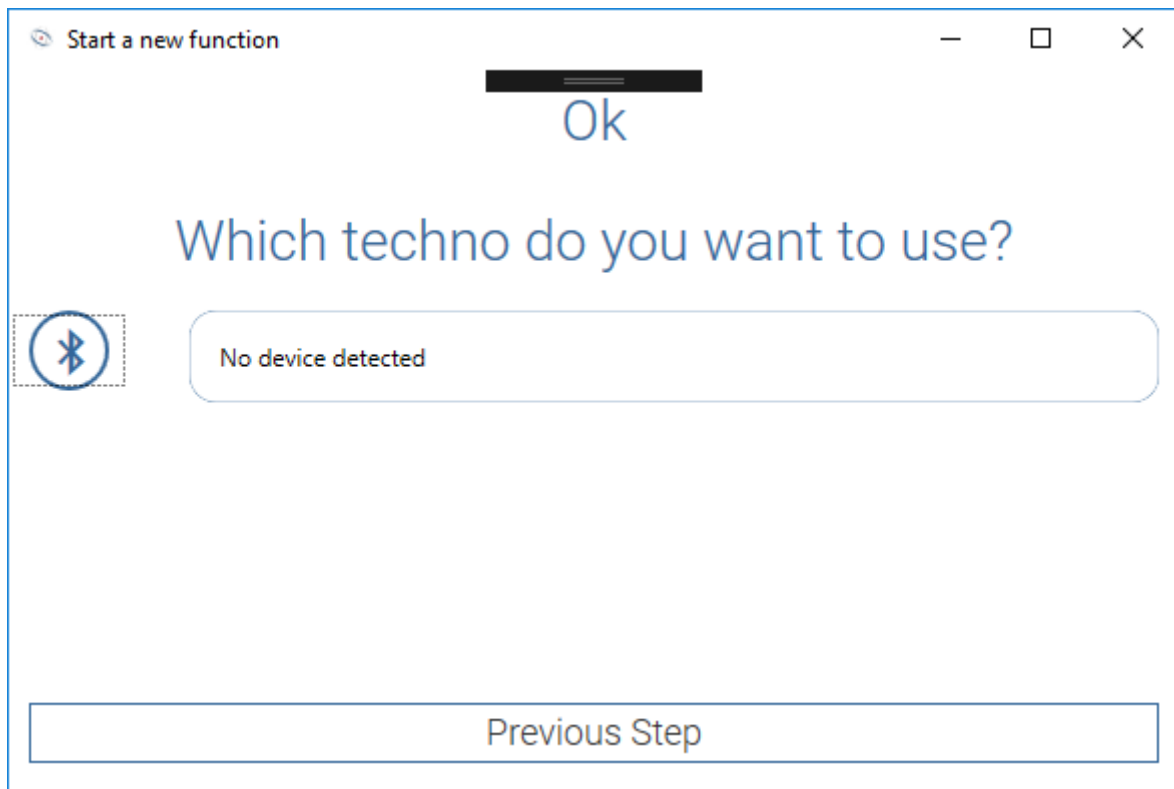 Start a new function
Ok
Which techno do you want to use?
No device detected
Previous Step